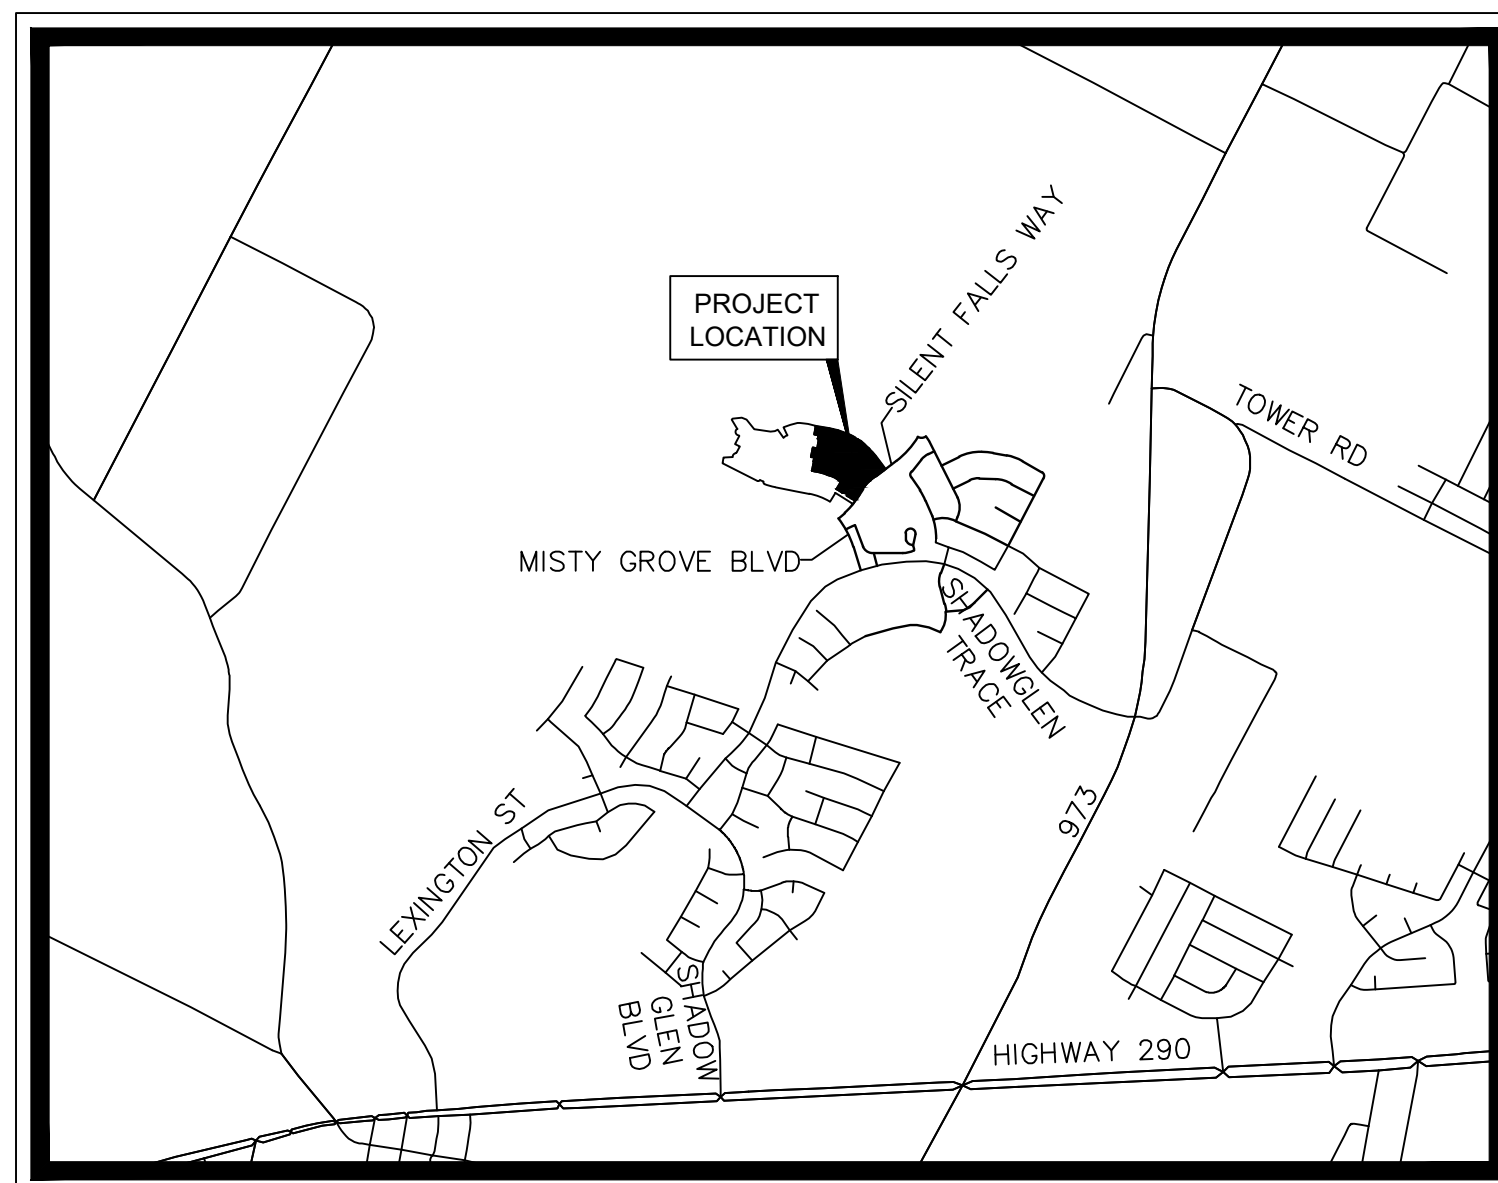 SILENT FALLS WAY
PROJECT
LOCATION
TOWER RD
MISTY GROVE BLVD
SHADOWGLEN
TRACE
973
LEXINGTON ST
SHADOW
GLEN
BLVD
HIGHWAY 290